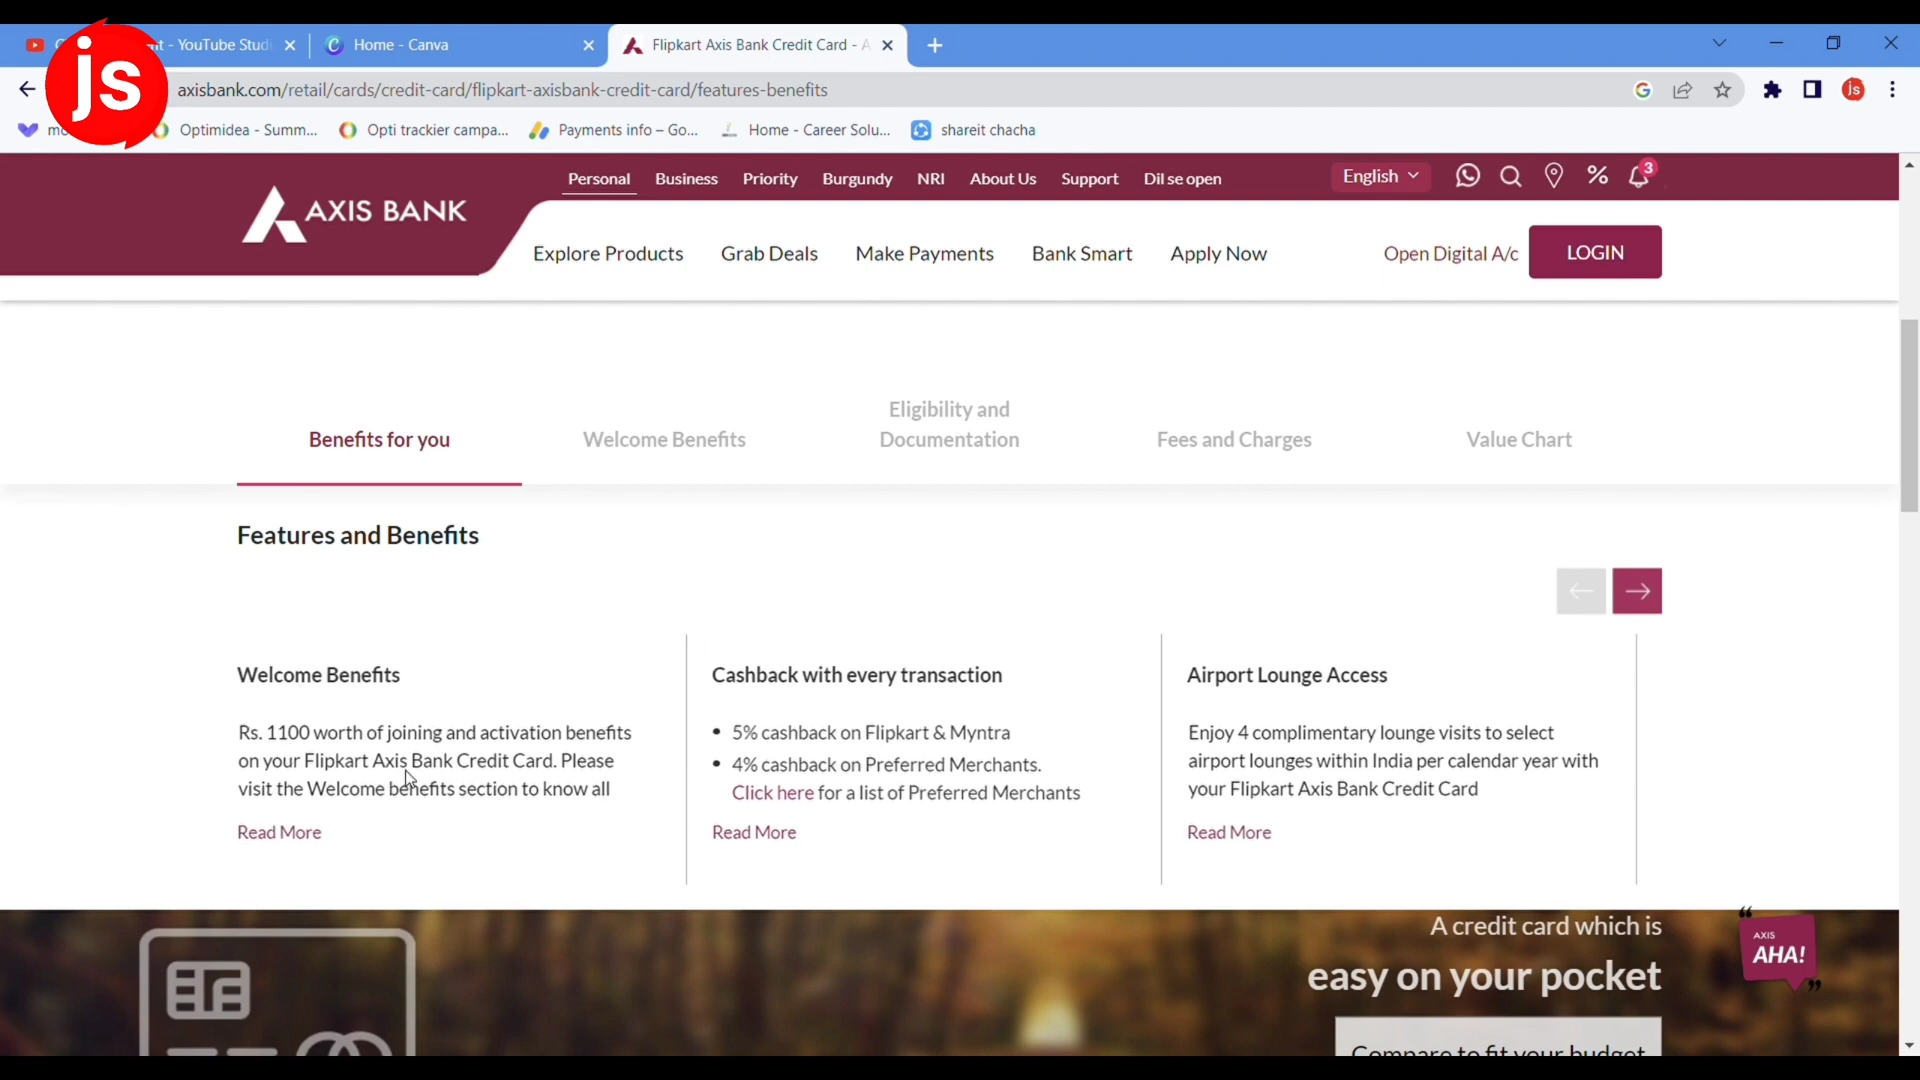 js
nt - YouTube Studi
Home - Canva
Flipkart Axis Bank Credit Card - A
axisbank.com/retail/cards/credit-card/flipkart-axisbank-credit-card/features-benefits
js
Optimidea - Summ...
Opti trackier campa...
Payments info – Go...
Home - Career Solu...
shareit chacha
Personal
Business
Priority
Burgundy
NRI
About Us
Support
Dil se open
English
3
AXIS BANK
Explore Products
Grab Deals
Make Payments
Bank Smart
Apply Now
Open Digital A/c
LOGIN
Benefits for you
Welcome Benefits
Eligibility and
Documentation
Fees and Charges
Value Chart
Features and Benefits
Welcome Benefits
Rs. 1100 worth of joining and activation benefits
on your Flipkart Axis Bank Credit Card. Please
visit the Welcome benefits section to know all
Read More
Cashback with every transaction
• 5% cashback on Flipkart & Myntra
• 4% cashback on Preferred Merchants.
Click here for a list of Preferred Merchants
Read More
Airport Lounge Access
Enjoy 4 complimentary lounge visits to select
airport lounges within India per calendar year with
your Flipkart Axis Bank Credit Card
Read More
A credit card which is
easy on your pocket
Compare to fit your budget
AXIS
AHA!